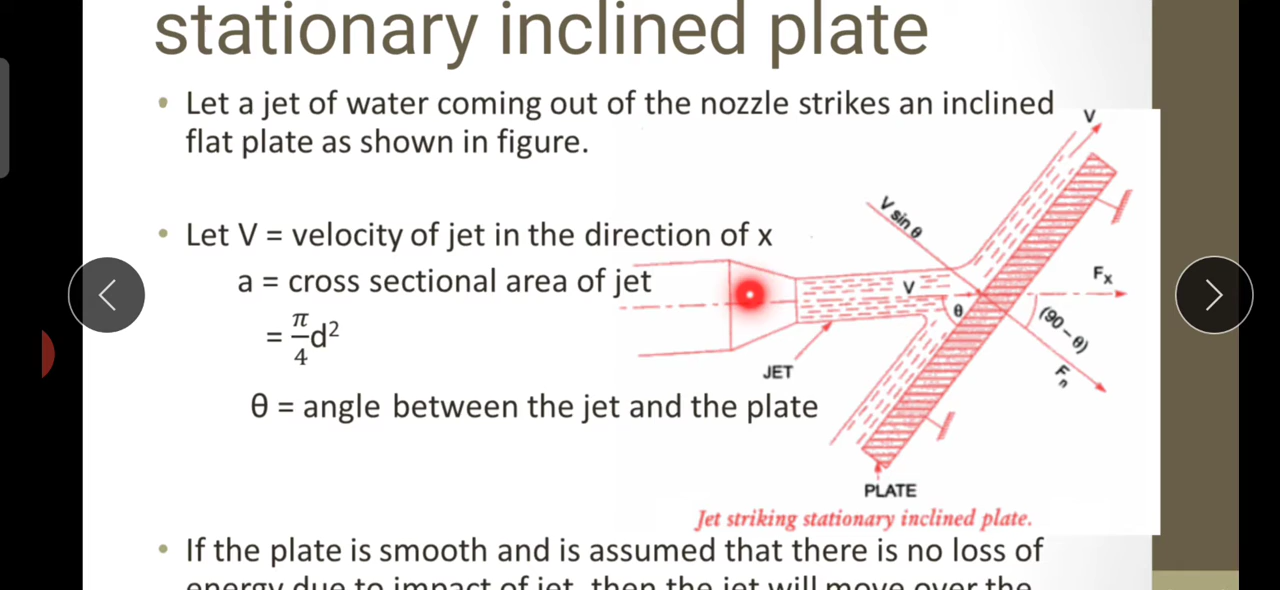 stationary inclined plate
• Let a jet of water coming out of the nozzle strikes an inclined
flat plate as shown in figure.
• Let V = velocity of jet in the direction of x
a = cross sectional area of jet
= π/4 d²
θ = angle between the jet and the plate
V
V sin θ
V
θ
Fx
(90 – θ)
Fn
JET
PLATE
Jet striking stationary inclined plate.
• If the plate is smooth and is assumed that there is no loss of
energy due to impact of jet, then the jet will move over the